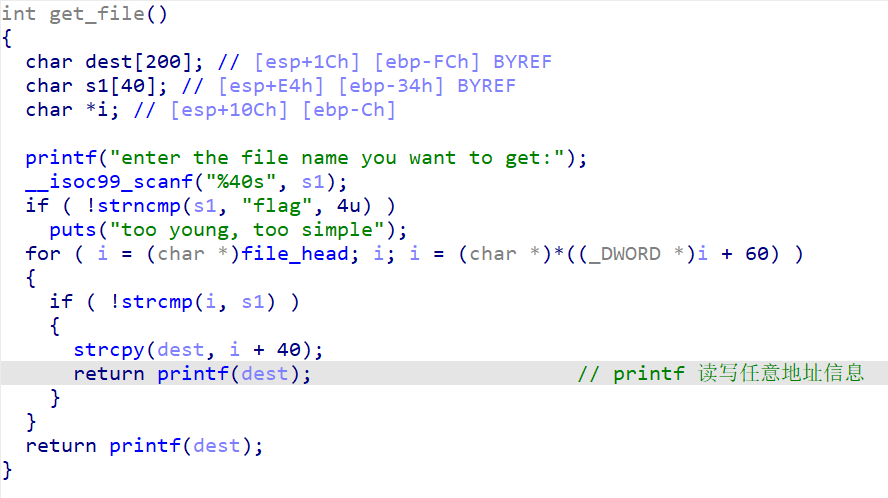 int get_file()
{
  char dest[200]; // [esp+1Ch] [ebp-FCh] BYREF
  char s1[40]; // [esp+E4h] [ebp-34h] BYREF
  char *i; // [esp+10Ch] [ebp-Ch]

  printf("enter the file name you want to get:");
  __isoc99_scanf("%40s", s1);
  if ( !strncmp(s1, "flag", 4u) )
    puts("too young, too simple");
  for ( i = (char *)file_head; i; i = (char *)*((_DWORD *)i + 60) )
  {
    if ( !strcmp(i, s1) )
    {
      strcpy(dest, i + 40);
      return printf(dest);                      // printf 读写任意地址信息
    }
  }
  return printf(dest);
}